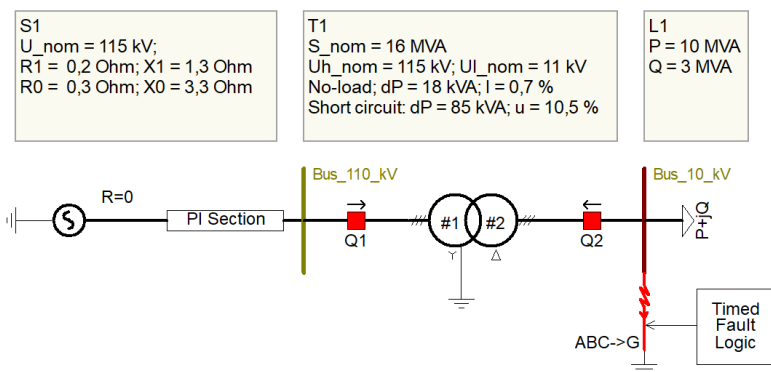 S1
U_nom = 115 kV;
R1 = 0,2 Ohm; X1 = 1,3 Ohm
R0 = 0,3 Ohm; X0 = 3,3 Ohm
T1
S_nom = 16 MVA
Uh_nom = 115 kV; Ul_nom = 11 kV
No-load; dP = 18 kVA; I = 0,7 %
Short circuit: dP = 85 kVA; u = 10,5 %
L1
P = 10 MVA
Q = 3 MVA
R=0
PI Section
Bus_110_kV
Q1
#1
#2
Y
Δ
Q2
Bus_10_kV
P+jQ
ABC->G
Timed
Fault
Logic